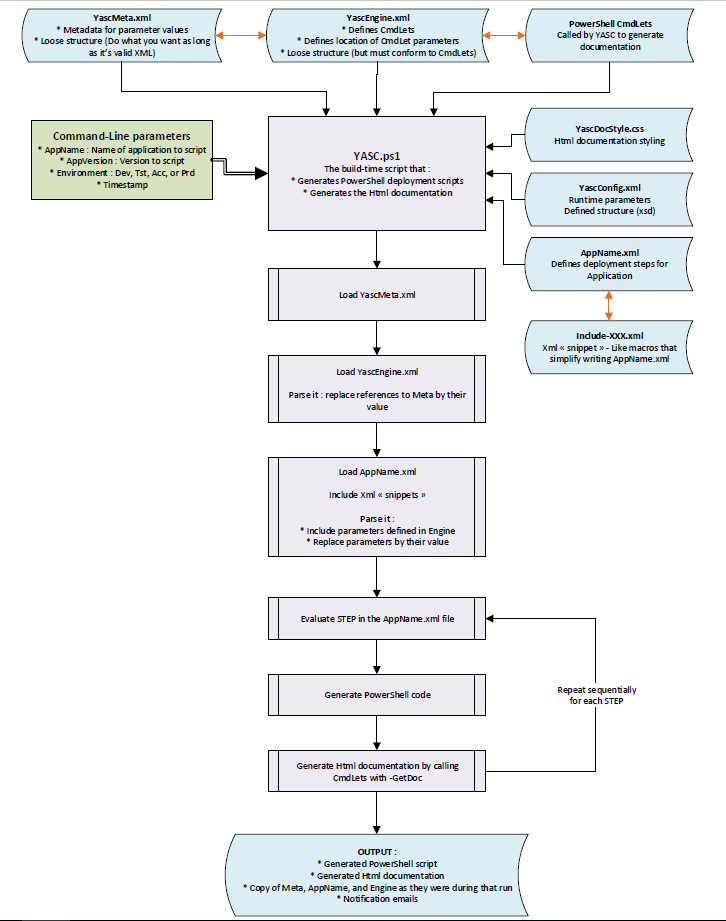 YascMeta.xml
* Metadata for parameter values
* Loose structure (Do what you want as long
as it's valid XML)
YascEngine.xml
* Defines CmdLets
* Defines location of CmdLet parameters
* Loose structure (but must conform to CmdLets)
PowerShell CmdLets
Called by YASC to generate
documentation
Command-Line parameters
* AppName : Name of application to script
* AppVersion : Version to script
* Environment : Dev, Tst, Acc, or Prd
* Timestamp
YASC.ps1
The build-time script that :
* Generates PowerShell deployment scripts
* Generates the Html documentation
YascDocStyle.css
Html documentation styling
YascConfig.xml
Runtime parameters
Defined structure (xsd)
AppName.xml
Defines deployment steps for
Application
Include-XXX.xml
Xml « snippet » - Like macros that
simplify writing AppName.xml
Load YascMeta.xml
Load YascEngine.xml
Parse it : replace references to Meta by their
value
Load AppName.xml
Include Xml « snippets »
Parse it :
* Include parameters defined in Engine
* Replace parameters by their value
Evaluate STEP in the AppName.xml file
Generate PowerShell code
Repeat sequentially
for each STEP
Generate Html documentation by calling
CmdLets with -GetDoc
OUTPUT :
* Generated PowerShell script
* Generated Html documentation
* Copy of Meta, AppName, and Engine as they were during that run
* Notification emails